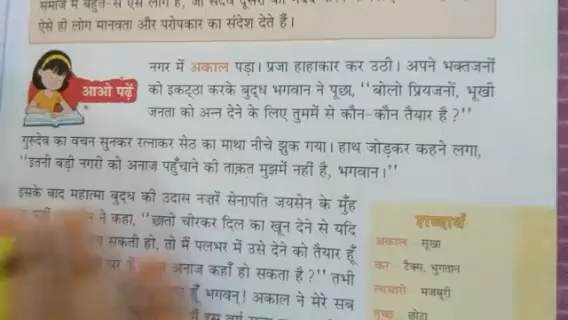 समाज में बहुत-से ऐसे लोग हैं, जो सदैव दूसरों की मदद
ऐसे ही लोग मानवता और परोपकार का संदेश देते हैं।
आओ पढ़ें
नगर में अकाल पड़ा। प्रजा हाहाकार कर उठी। अपने भक्तजनों
को इकट्ठा करके बुद्ध भगवान ने पूछा, "बोलो प्रियजनों, भूखी
जनता को अन्न देने के लिए तुममें से कौन-कौन तैयार है?"
गुरुदेव का वचन सुनकर रत्नाकर सेठ का माथा नीचे झुक गया। हाथ जोड़कर कहने लगा,
"इतनी बड़ी नगरी को अनाज पहुँचाने की ताक़त मुझमें नहीं है, भगवान।"
इसके बाद महात्मा बुद्ध की उदास नज़रें सेनापति जयसेन के मुँह
ने कहा, "छाती चीरकर दिल का खून देने से यदि
सकती हो, तो मैं पलभर में उसे देने को तैयार हूँ
अनाज कहाँ हो सकता है?" तभी
हूँ भगवन्! अकाल ने मेरे सब
शब्दार्थ
अकाल - सूखा
कर - टैक्स, भुगतान
लाचारी - मजबूरी
तुच्छ - छोटा